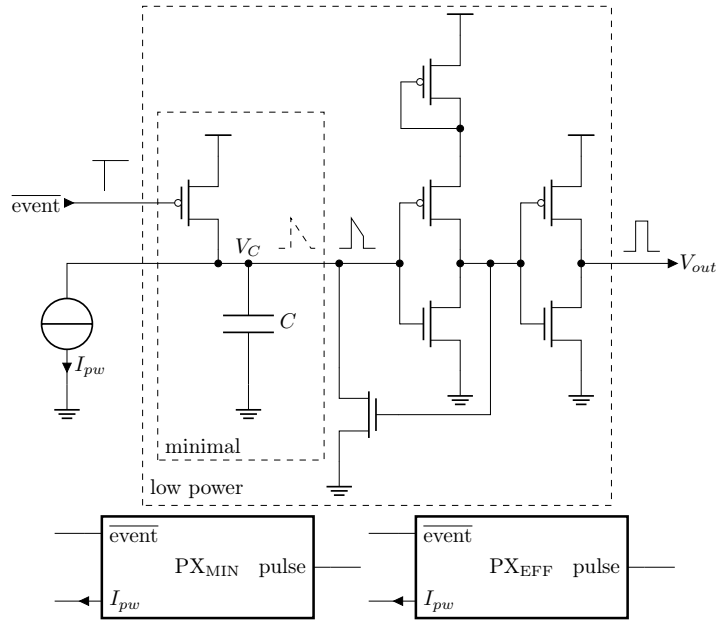 event
V_C
C
I_pw
V_out
minimal
low power
event
PX_MIN pulse
I_pw
event
PX_EFF pulse
I_pw